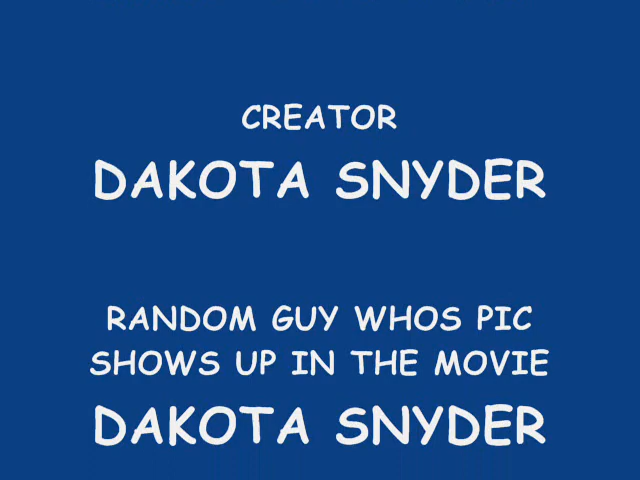 CREATOR
DAKOTA SNYDER
RANDOM GUY WHOS PIC
SHOWS UP IN THE MOVIE
DAKOTA SNYDER